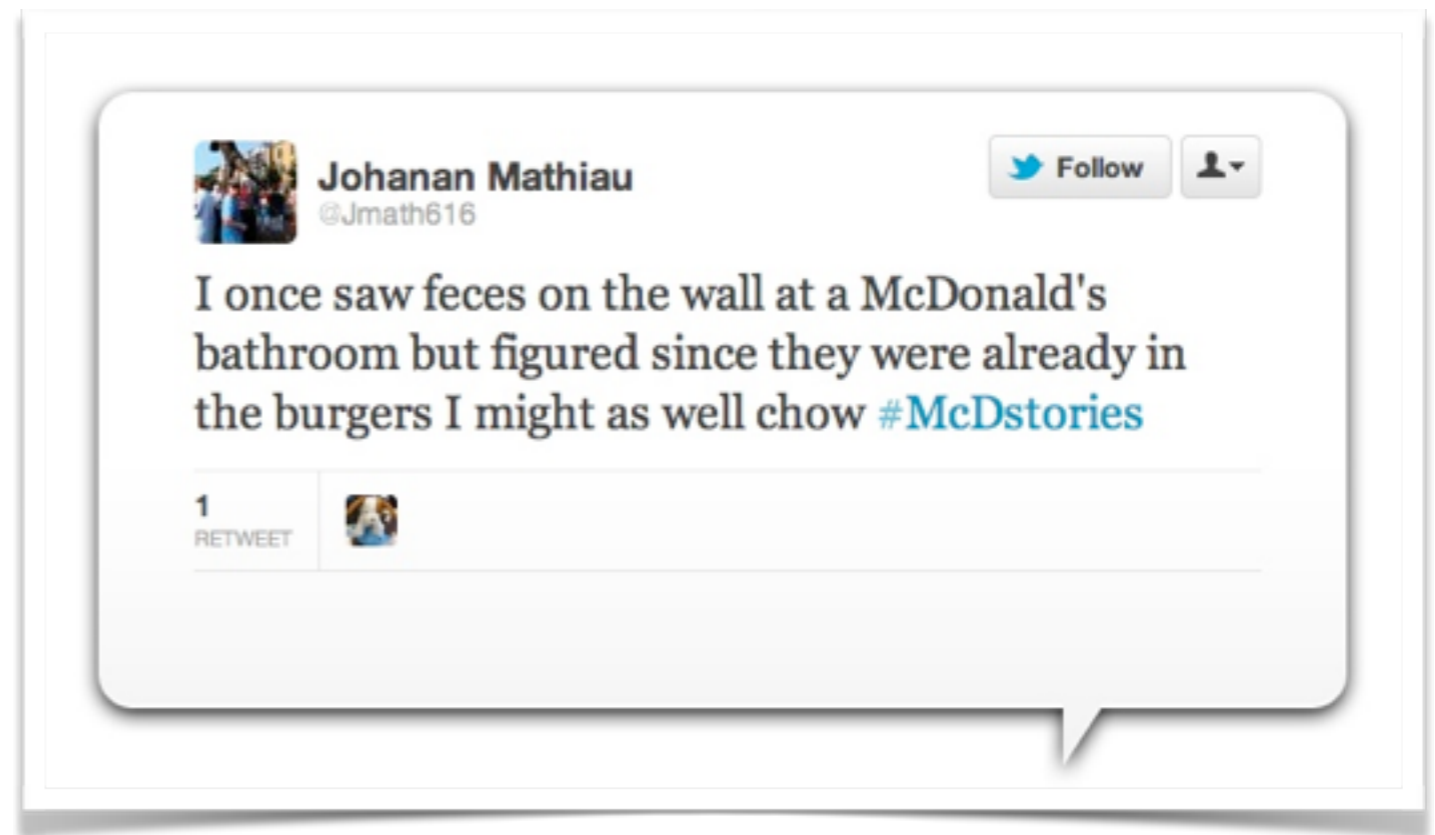 Johanan Mathiau
@Jmath616
Follow
I once saw feces on the wall at a McDonald's
bathroom but figured since they were already in
the burgers I might as well chow #McDstories
1
RETWEET